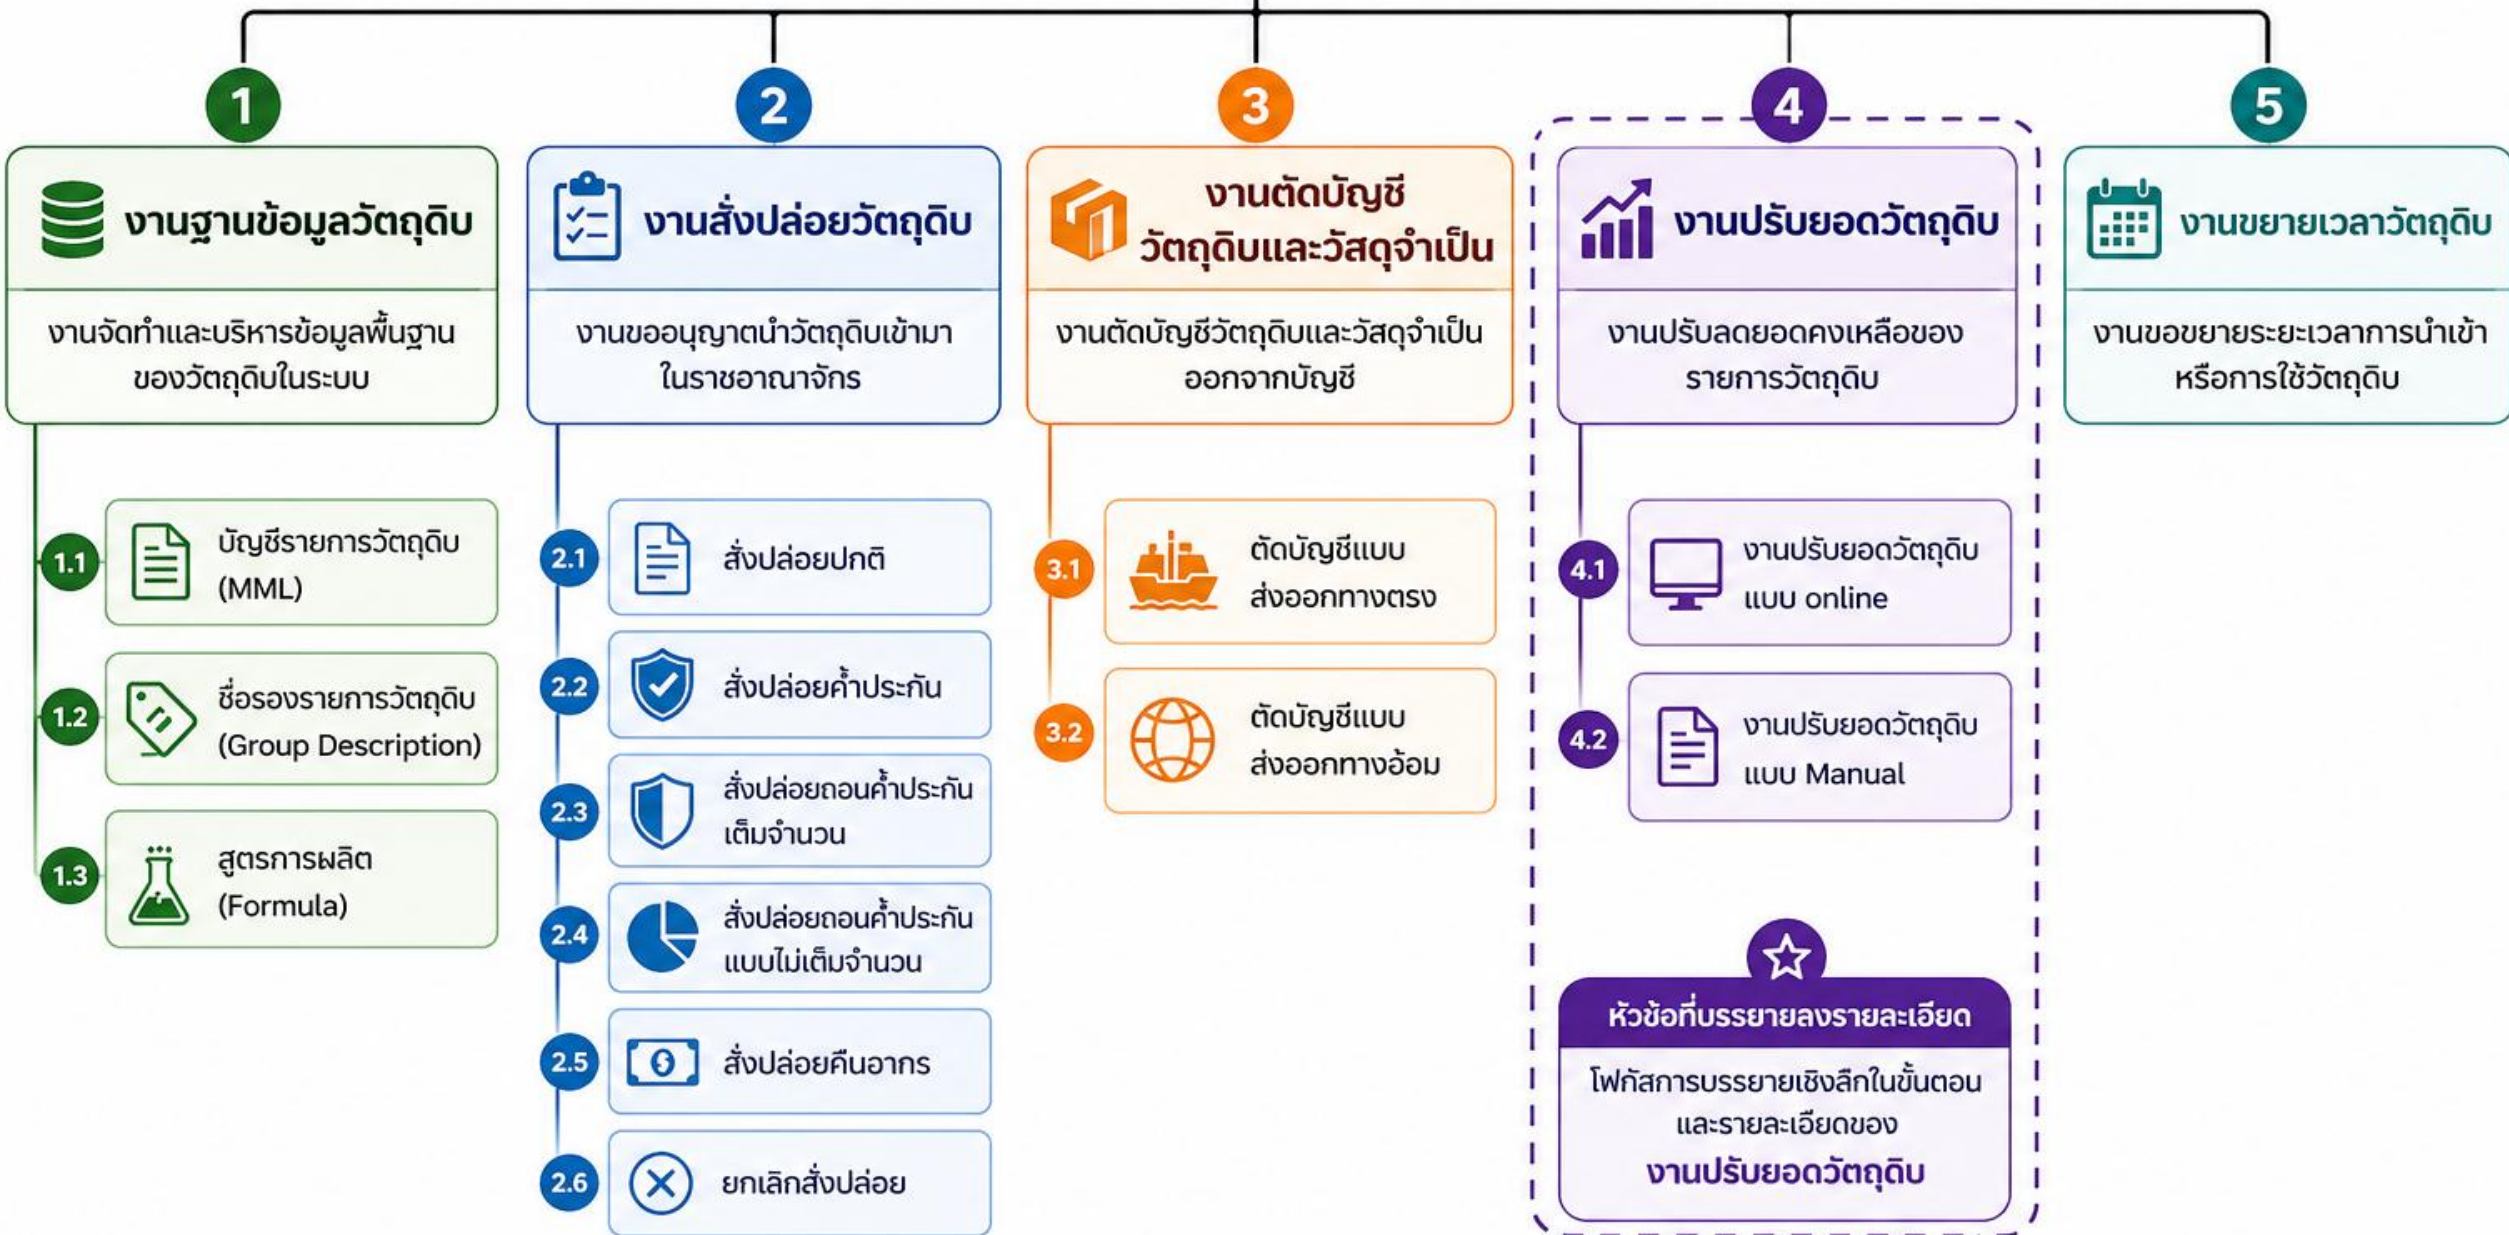 1
งานฐานข้อมูลวัตถุดิบ
งานจัดทำและบริหารข้อมูลพื้นฐาน
ของวัตถุดิบในระบบ
1.1
บัญชีรายการวัตถุดิบ
(MML)
1.2
ชื่อรองรายการวัตถุดิบ
(Group Description)
1.3
สูตรการผลิต
(Formula)
2
งานสั่งปล่อยวัตถุดิบ
งานขออนุญาตนำวัตถุดิบเข้ามา
ในราชอาณาจักร
2.1
สั่งปล่อยปกติ
2.2
สั่งปล่อยค้ำประกัน
2.3
สั่งปล่อยถอนค้ำประกัน
เต็มจำนวน
2.4
สั่งปล่อยถอนค้ำประกัน
แบบไม่เต็มจำนวน
2.5
สั่งปล่อยคืนอากร
2.6
ยกเลิกสั่งปล่อย
3
งานตัดบัญชี
วัตถุดิบและวัสดุจำเป็น
งานตัดบัญชีวัตถุดิบและวัสดุจำเป็น
ออกจากบัญชี
3.1
ตัดบัญชีแบบ
ส่งออกทางตรง
3.2
ตัดบัญชีแบบ
ส่งออกทางอ้อม
4
งานปรับยอดวัตถุดิบ
งานปรับลดยอดคงเหลือของ
รายการวัตถุดิบ
4.1
งานปรับยอดวัตถุดิบ
แบบ online
4.2
งานปรับยอดวัตถุดิบ
แบบ Manual
หัวข้อที่บรรยายลงรายละเอียด
โฟกัสการบรรยายเชิงลึกในขั้นตอน
และรายละเอียดของ
งานปรับยอดวัตถุดิบ
5
งานขยายเวลาวัตถุดิบ
งานขอขยายระยะเวลาการนำเข้า
หรือการใช้วัตถุดิบ